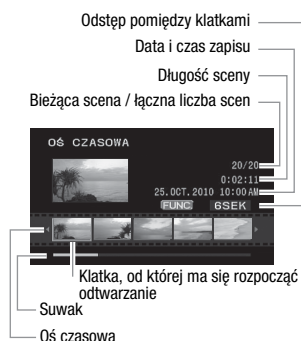 Odstęp pomiędzy klatkami
Data i czas zapisu
Długość sceny
Bieżąca scena / łączna liczba scen
OŚ CZASOWA
20/20
0:02:11
25.OCT.2010 10:00AM
FUNC. 6SEK
Klatka, od której ma się rozpocząć
odtwarzanie
Suwak
Oś czasowa